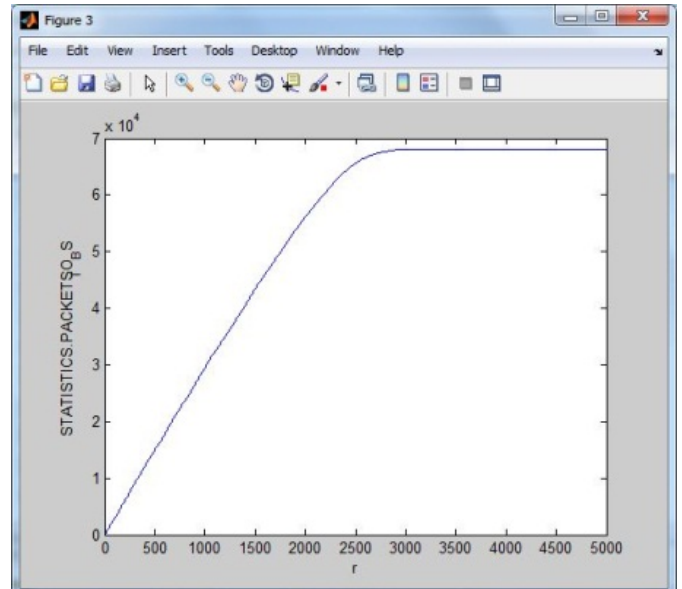 Figure 3
File Edit View Insert Tools Desktop Window Help
7 x 10^4
6
5
4
3
2
1
0
STATISTICS.PACKETS_TO_BS
0 500 1000 1500 2000 2500 3000 3500 4000 4500 5000
r